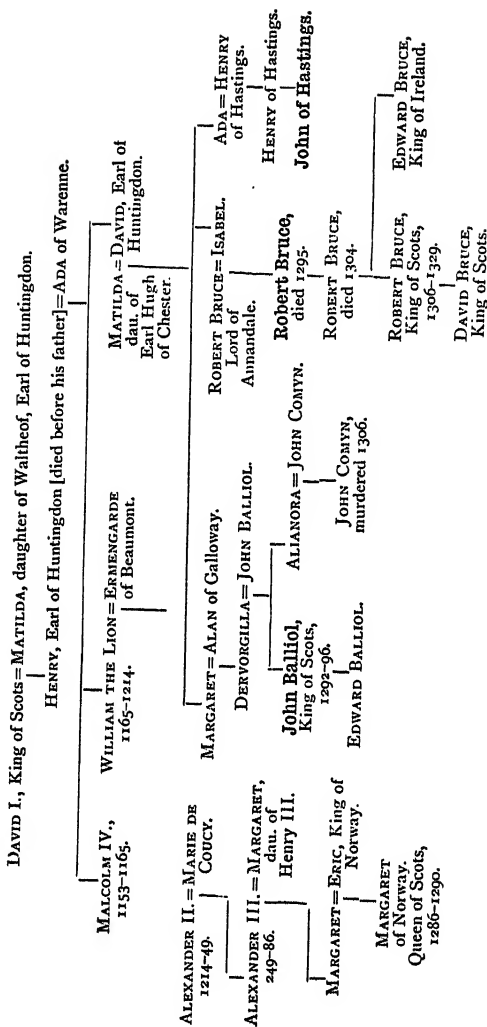 DAVID I., King of Scots=MATILDA, daughter of Waltheof, Earl of Huntingdon.
HENRY, Earl of Huntingdon [died before his father]=ADA of Warenne.
MALCOLM IV.,
1153-1165.
WILLIAM THE LION=ERMENGARDE
1165-1214. of Beaumont.
MATILDA=DAVID, Earl of
dau. of Huntingdon.
Earl Hugh
of Chester.
ALEXANDER II.=MARIE DE
1214-49. COUCY.
ALEXANDER III.=MARGARET,
249-86. dau. of
Henry III.
MARGARET=ERIC, King of
Norway.
MARGARET
of Norway.
Queen of Scots,
1286-1290.
MARGARET=ALAN of Galloway.
DERVORGILLA=JOHN BALLIOL.
John Balliol,
King of Scots,
1292-96.
EDWARD BALLIOL.
ALIANORA=JOHN COMYN.
JOHN COMYN,
murdered 1306.
ROBERT BRUCE=ISABEL.
Lord of
Annandale.
Robert Bruce,
died 1295.
ROBERT BRUCE,
died 1304.
ROBERT BRUCE,
King of Scots,
1306-1329.
DAVID BRUCE,
King of Scots.
EDWARD BRUCE,
King of Ireland.
ADA=HENRY
of Hastings.
HENRY of Hastings.
John of Hastings.